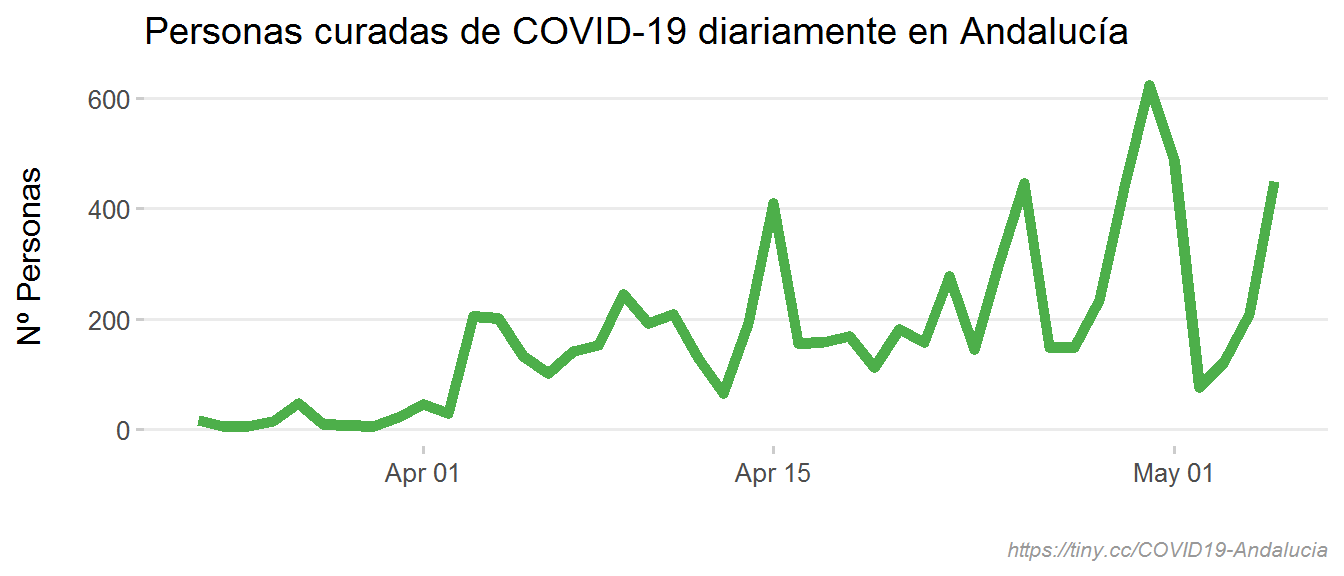 Personas curadas de COVID-19 diariamente en Andalucía
Nº Personas
600
400
200
0
Apr 01
Apr 15
May 01
https://tiny.cc/COVID19-Andalucia